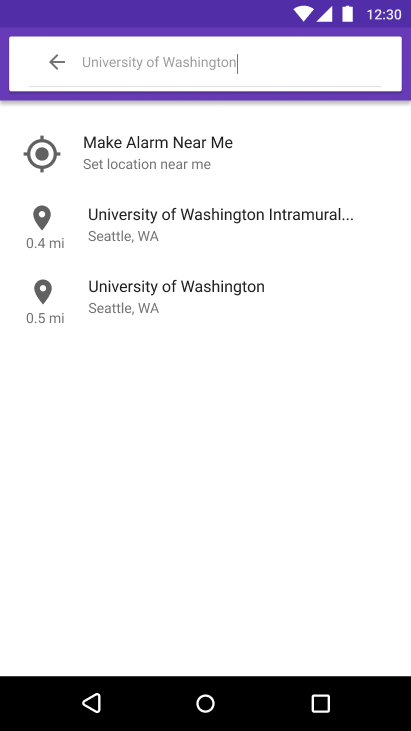 12:30
University of Washington
Make Alarm Near Me
Set location near me
University of Washington Intramural...
Seattle, WA
0.4 mi
University of Washington
Seattle, WA
0.5 mi